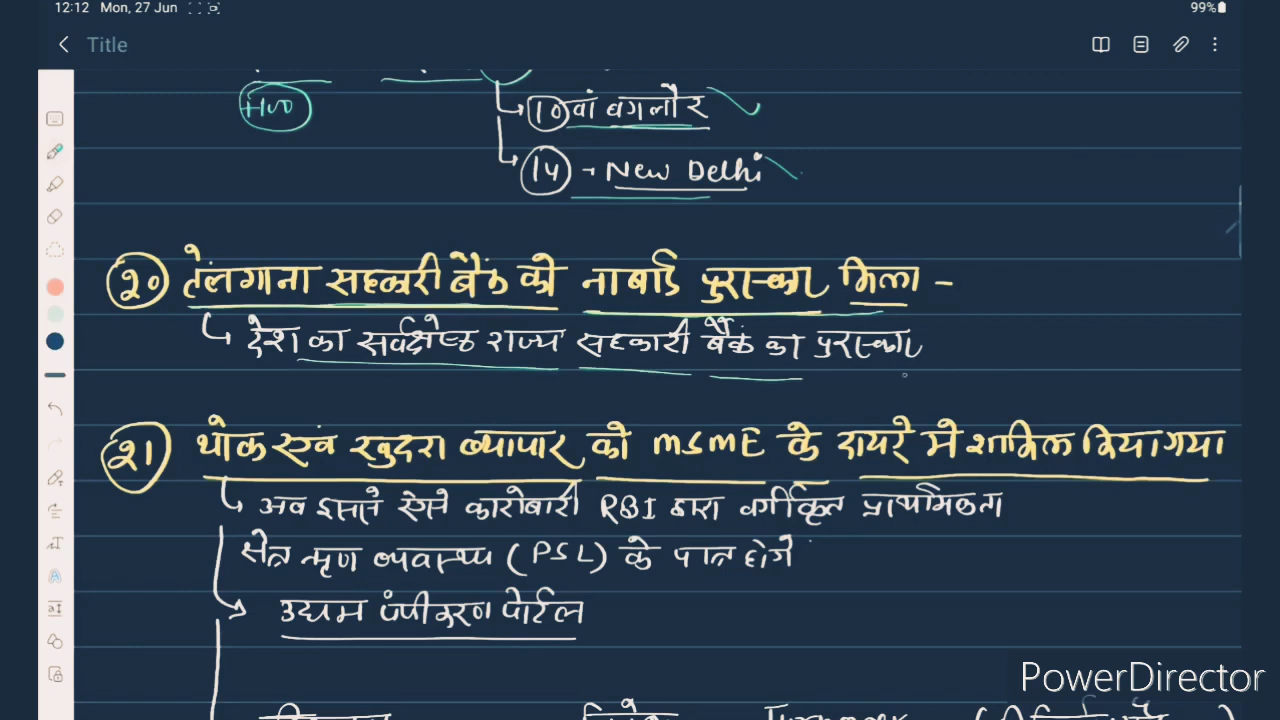 12:12 Mon, 27 Jun 99%
Title
10 वां बंगलौर
14 → New Delhi
20 तेलंगाना सहकारी बैंक को नाबार्ड पुरस्कार मिला -
देश का सर्वश्रेष्ठ राज्य सहकारी बैंक का पुरस्कार
21 थोक एवं खुदरा व्यापार को MSME के दायरे मे शामिल किया गया
अब इससे ऐसे कारोबारी RBI द्वारा वर्गीकृत प्राथमिकता
क्षेत्र ऋण व्यवस्था (PSL) के पात्र होगें
उद्यम पंजीकरण पोर्टल
PowerDirector